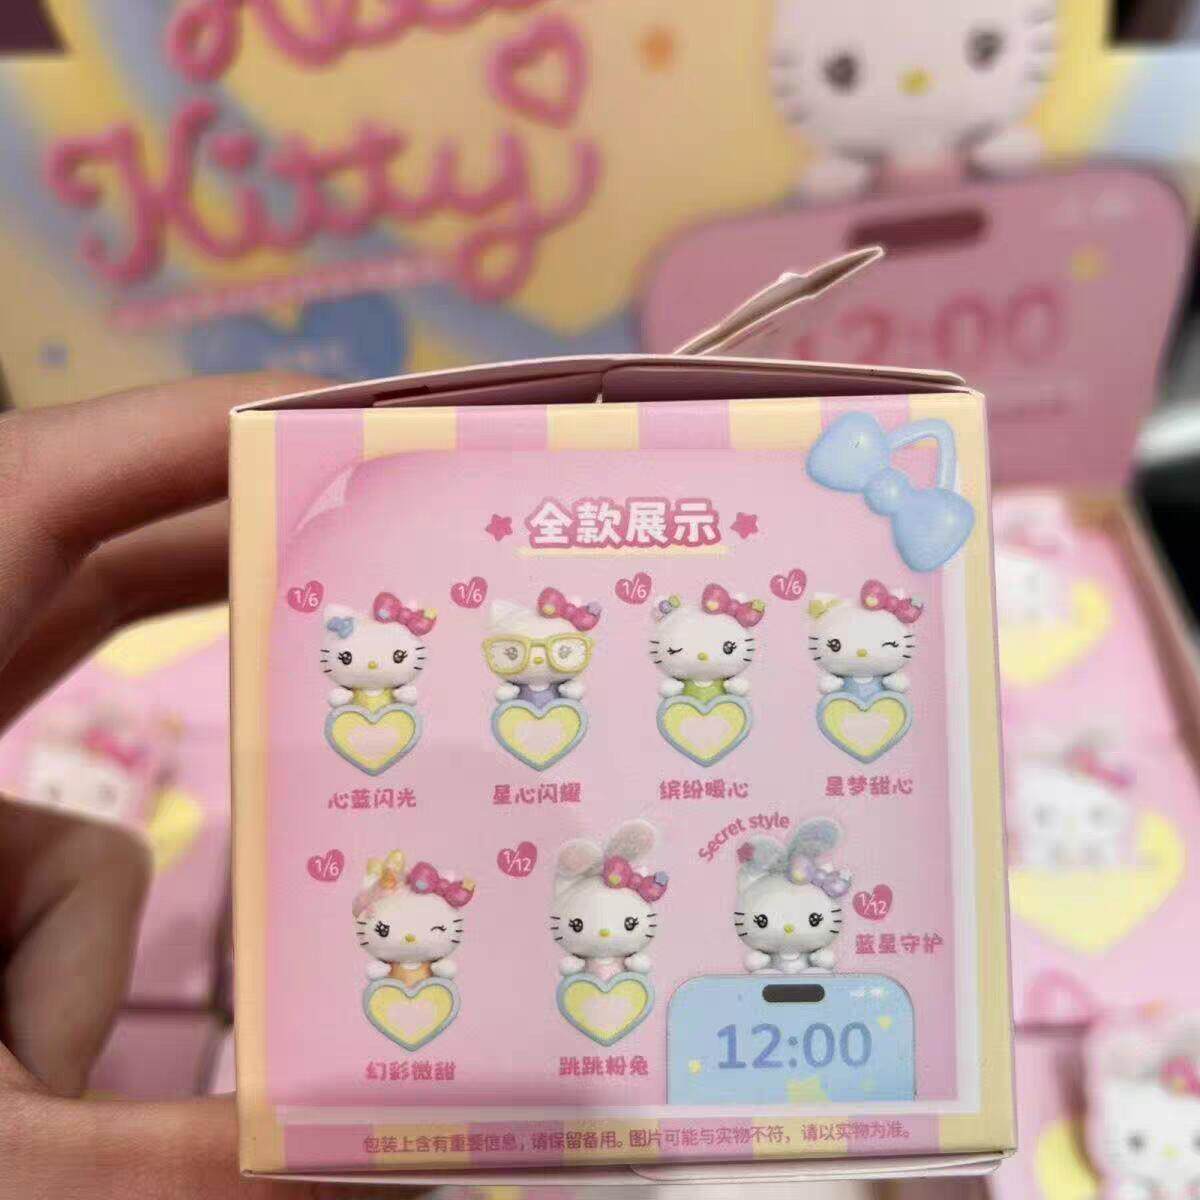 Hello
Kitty
12:00
全款展示
1/6
1/6
1/6
1/6
心蓝闪光
星心闪耀
缤纷暖心
星梦甜心
1/6
1/12
Secret style
1/12
蓝星守护
12:00
幻彩微甜
跳跳粉兔
包装上含有重要信息，请保留备用。图片可能与实物不符，请以实物为准。